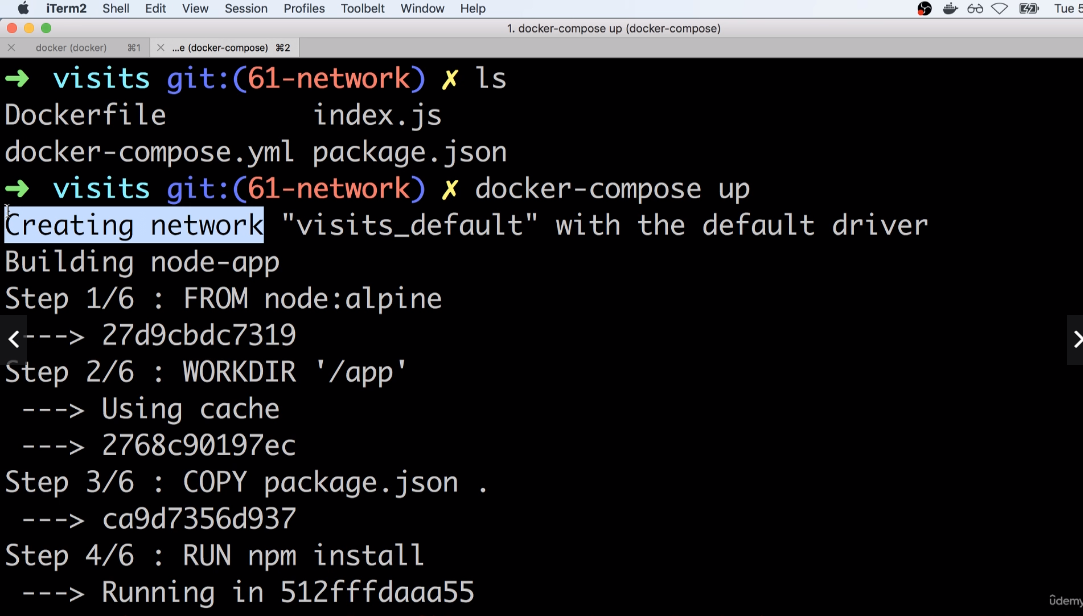 iTerm2 Shell Edit View Session Profiles Toolbelt Window Help Tue 5
1. docker-compose up (docker-compose)
docker (docker) ⌘1 ...e (docker-compose) ⌘2
➜ visits git:(61-network) ✗ ls
Dockerfile index.js
docker-compose.yml package.json
➜ visits git:(61-network) ✗ docker-compose up
Creating network "visits_default" with the default driver
Building node-app
Step 1/6 : FROM node:alpine
---> 27d9cbdc7319
Step 2/6 : WORKDIR '/app'
---> Using cache
---> 2768c90197ec
Step 3/6 : COPY package.json .
---> ca9d7356d937
Step 4/6 : RUN npm install
---> Running in 512fffdaaa55
ûdemy